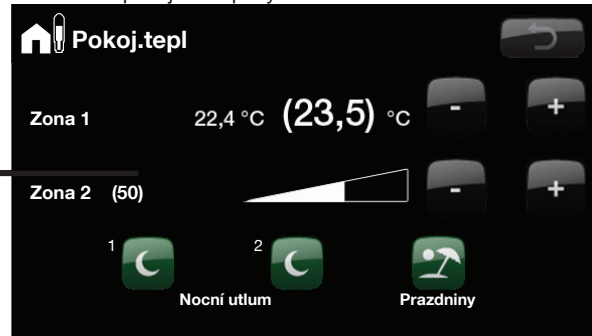 Pokoj.tepl
Zona 1 22,4 °C (23,5) °C - +
Zona 2 (50) - +
1 2
Nocní utlum Prazdniny